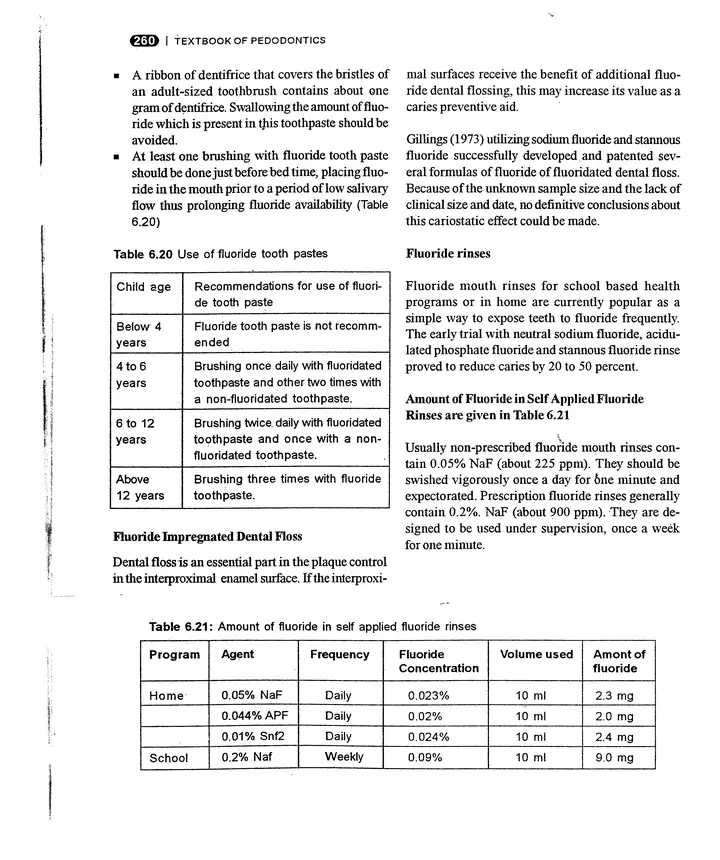 260 | TEXTBOOK OF PEDODONTICS
▪ A ribbon of dentifrice that covers the bristles of
an adult-sized toothbrush contains about one
gram of dentifrice. Swallowing the amount of fluo-
ride which is present in this toothpaste should be
avoided.
▪ At least one brushing with fluoride tooth paste
should be done just before bed time, placing fluo-
ride in the mouth prior to a period of low salivary
flow thus prolonging fluoride availability (Table
6.20)
Table 6.20 Use of fluoride tooth pastes
Child age Recommendations for use of fluori-
de tooth paste
Below 4 Fluoride tooth paste is not recomm-
years ended
4 to 6 Brushing once daily with fluoridated
years toothpaste and other two times with
a non-fluoridated toothpaste.
6 to 12 Brushing twice daily with fluoridated
years toothpaste and once with a non-
fluoridated toothpaste.
Above Brushing three times with fluoride
12 years toothpaste.
Fluoride Impregnated Dental Floss
Dental floss is an essential part in the plaque control
in the interproximal enamel surface. If the interproxi-
mal surfaces receive the benefit of additional fluo-
ride dental flossing, this may increase its value as a
caries preventive aid.
Gillings (1973) utilizing sodium fluoride and stannous
fluoride successfully developed and patented sev-
eral formulas of fluoride of fluoridated dental floss.
Because of the unknown sample size and the lack of
clinical size and date, no definitive conclusions about
this cariostatic effect could be made.
Fluoride rinses
Fluoride mouth rinses for school based health
programs or in home are currently popular as a
simple way to expose teeth to fluoride frequently.
The early trial with neutral sodium fluoride, acidu-
lated phosphate fluoride and stannous fluoride rinse
proved to reduce caries by 20 to 50 percent.
Amount of Fluoride in Self Applied Fluoride
Rinses are given in Table 6.21
Usually non-prescribed fluoride mouth rinses con-
tain 0.05% NaF (about 225 ppm). They should be
swished vigorously once a day for one minute and
expectorated. Prescription fluoride rinses generally
contain 0.2%. NaF (about 900 ppm). They are de-
signed to be used under supervision, once a week
for one minute.
Table 6.21: Amount of fluoride in self applied fluoride rinses
Program Agent Frequency Fluoride Volume used Amont of
Concentration fluoride
Home 0.05% NaF Daily 0.023% 10 ml 2.3 mg
0.044% APF Daily 0.02% 10 ml 2.0 mg
0.01% Snf2 Daily 0.024% 10 ml 2.4 mg
School 0.2% Naf Weekly 0.09% 10 ml 9.0 mg